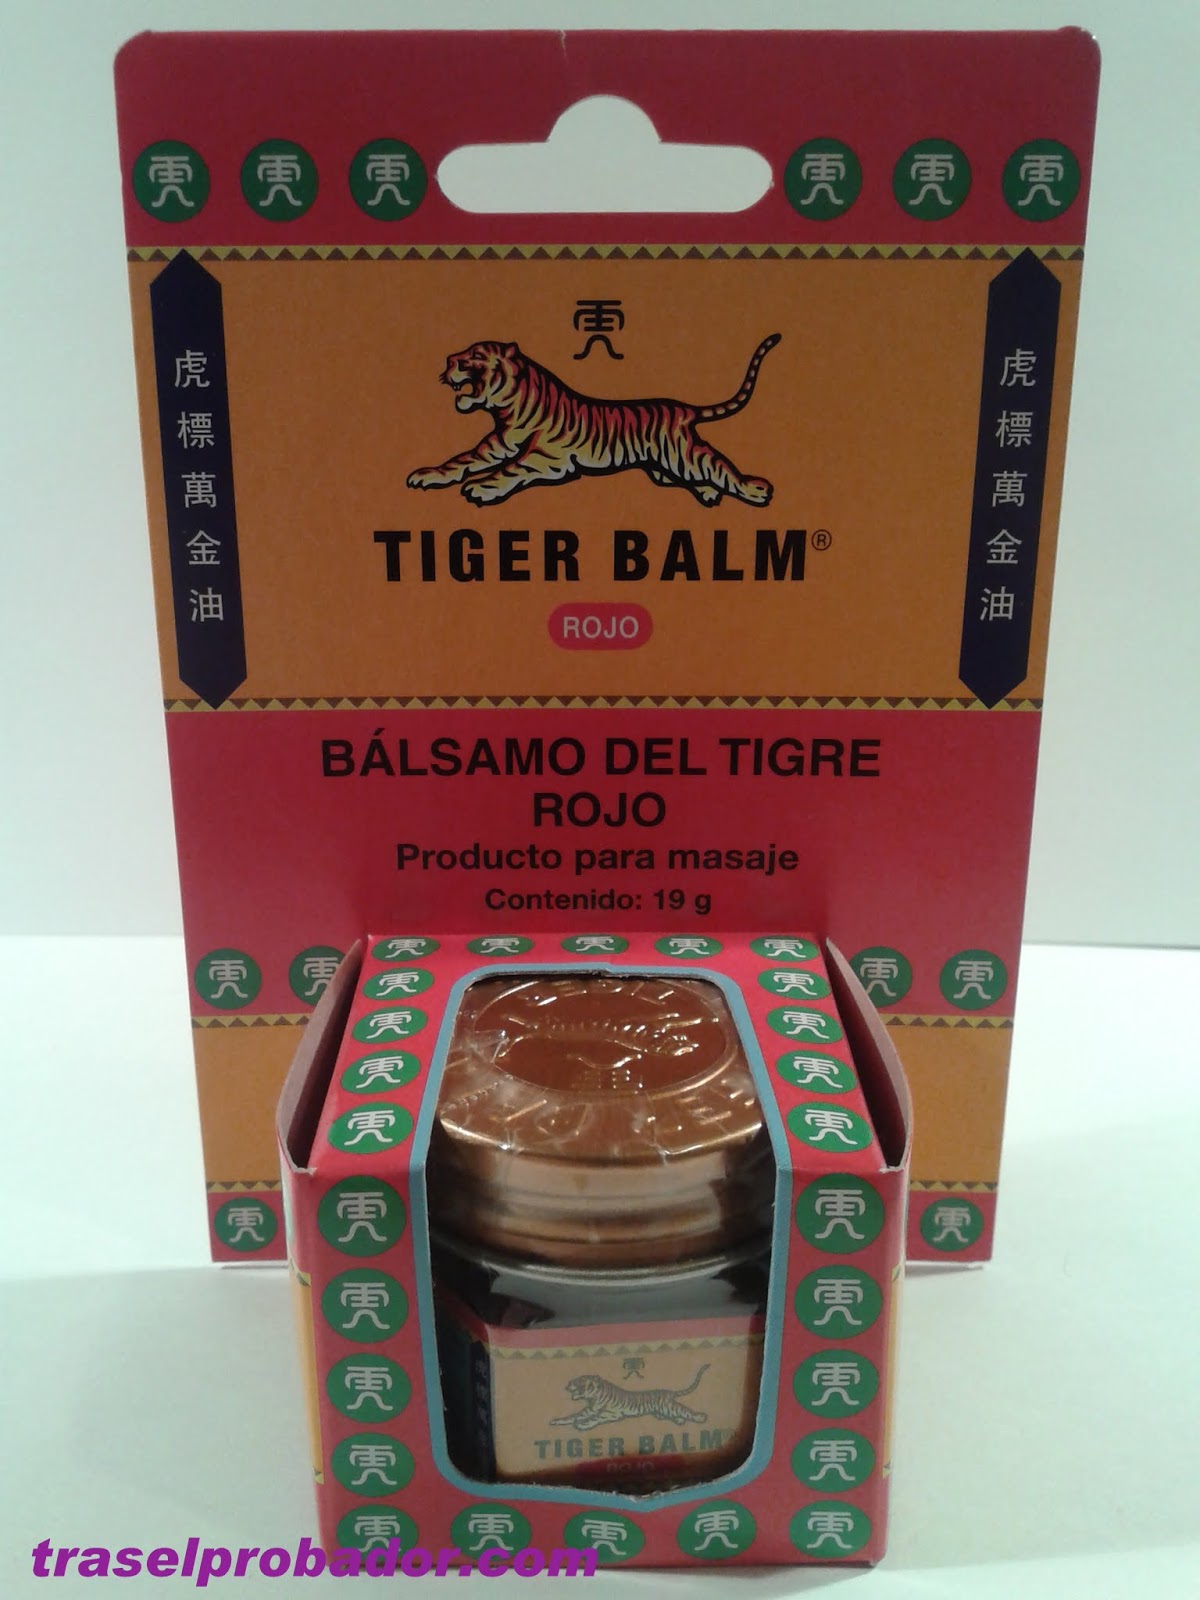 虎標萬金油
虎標萬金油
TIGER BALM®
ROJO
BÁLSAMO DEL TIGRE
ROJO
Producto para masaje
Contenido: 19 g
TIGER BALM®
ROJO
traselprobador.com